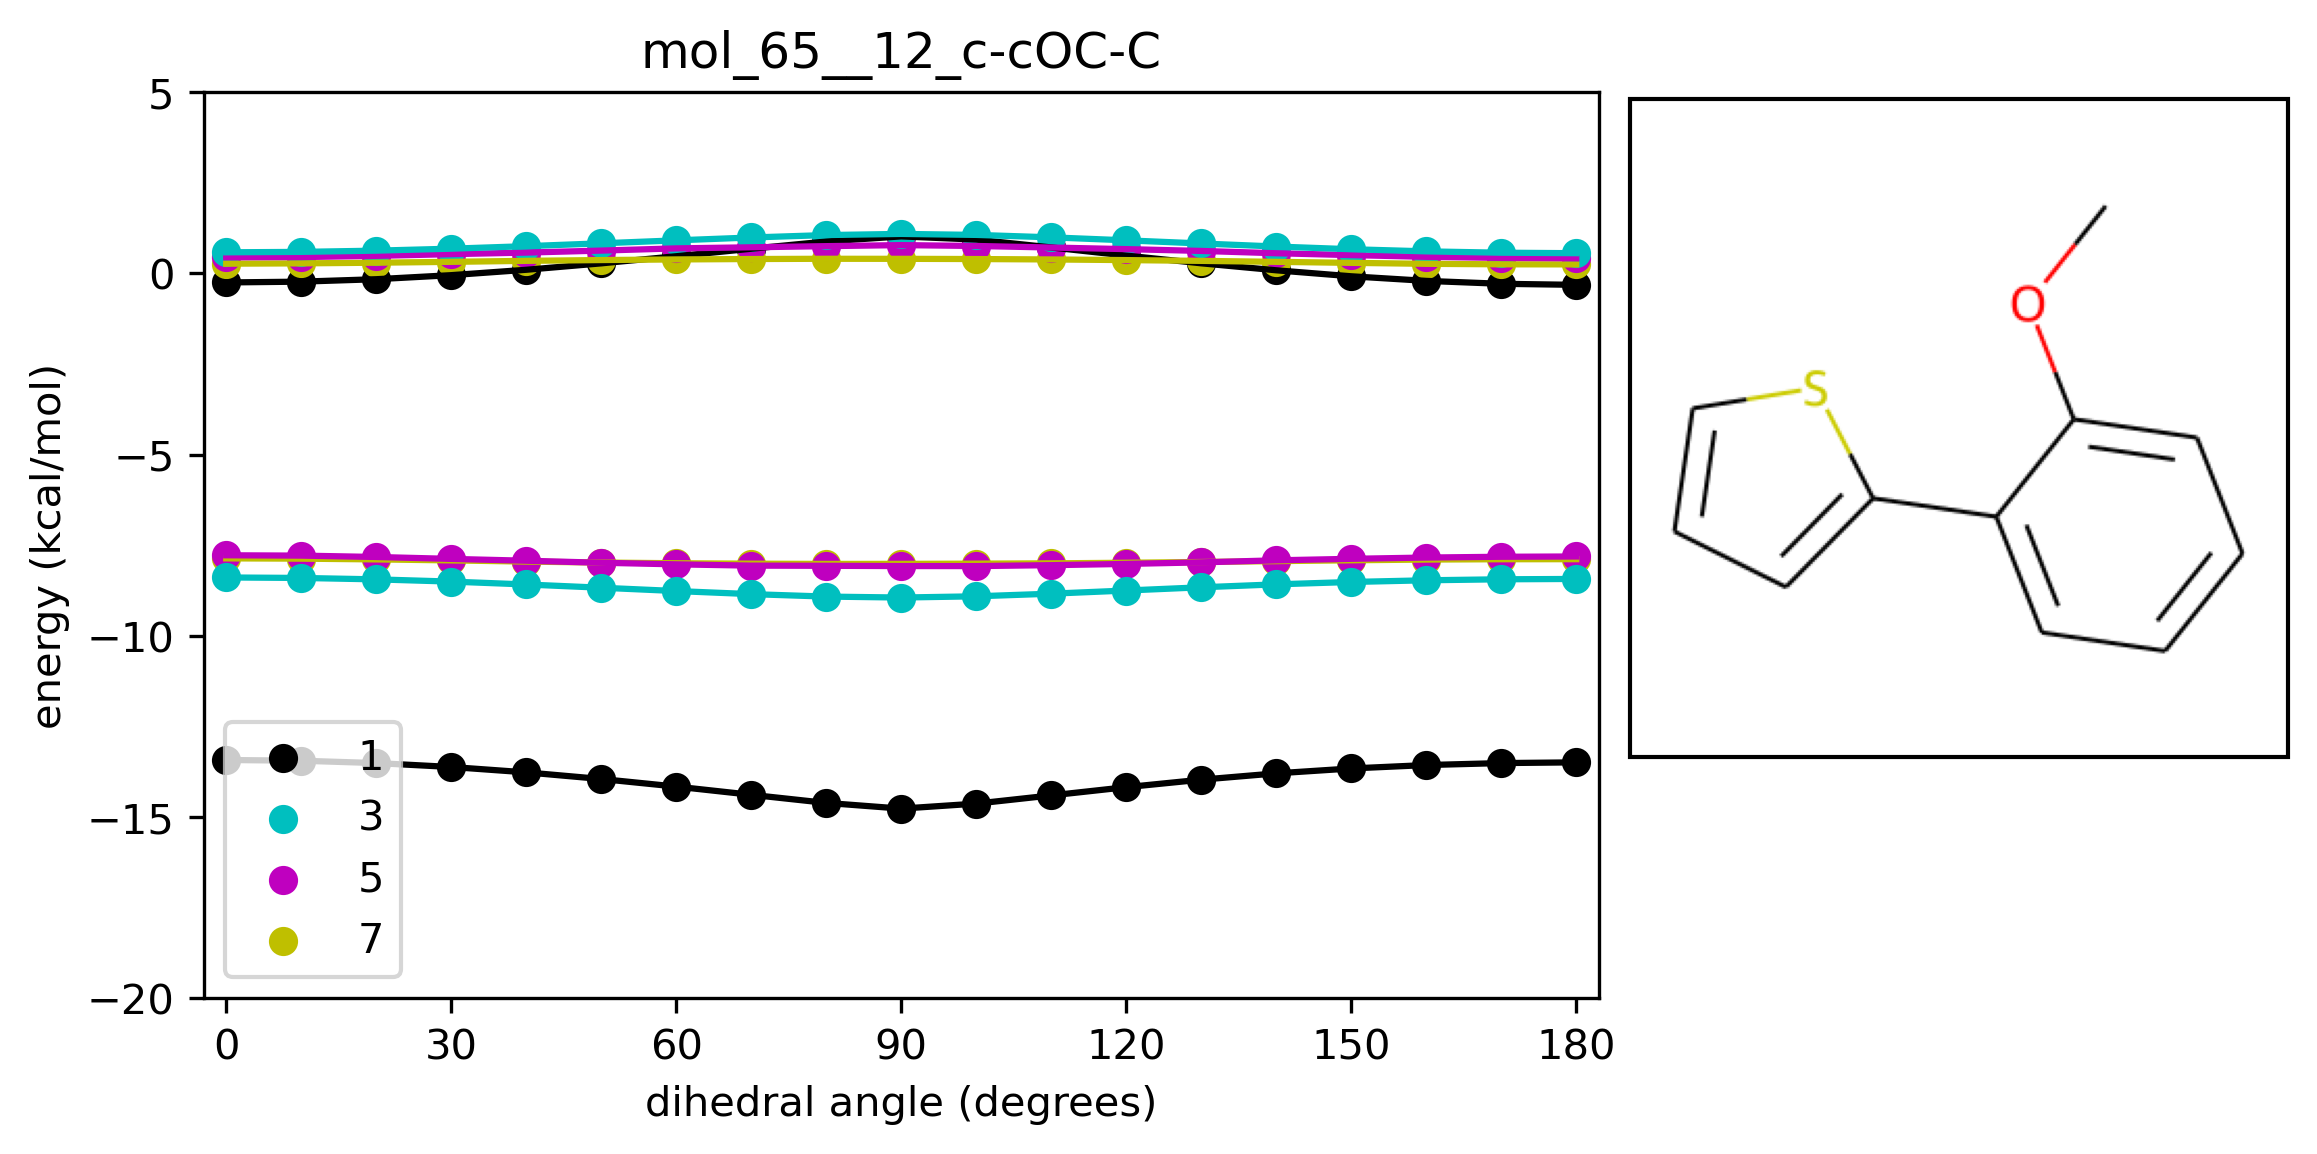 mol_65__12_c-cOC-C
5
0
−5
−10
−15
−20
energy (kcal/mol)
1
3
5
7
0 30 60 90 120 150 180
dihedral angle (degrees)
O
S